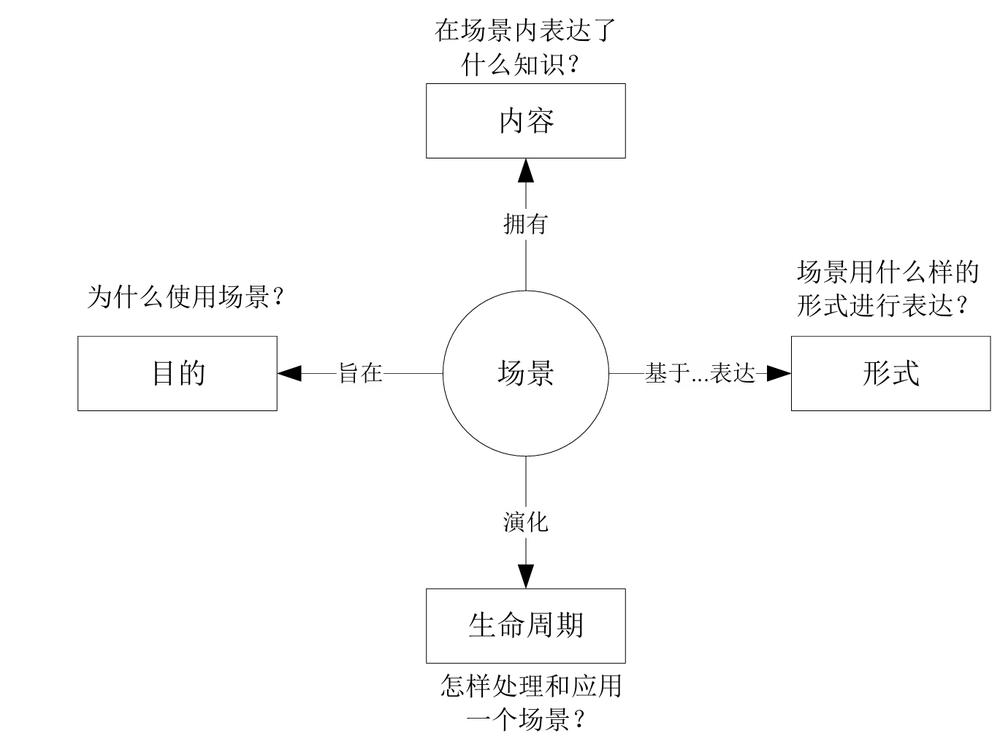 在场景内表达了
什么知识？
内容
拥有
为什么使用场景？
场景用什么样的
形式进行表达？
目的
旨在
场景
基于...表达
形式
演化
生命周期
怎样处理和应用
一个场景？